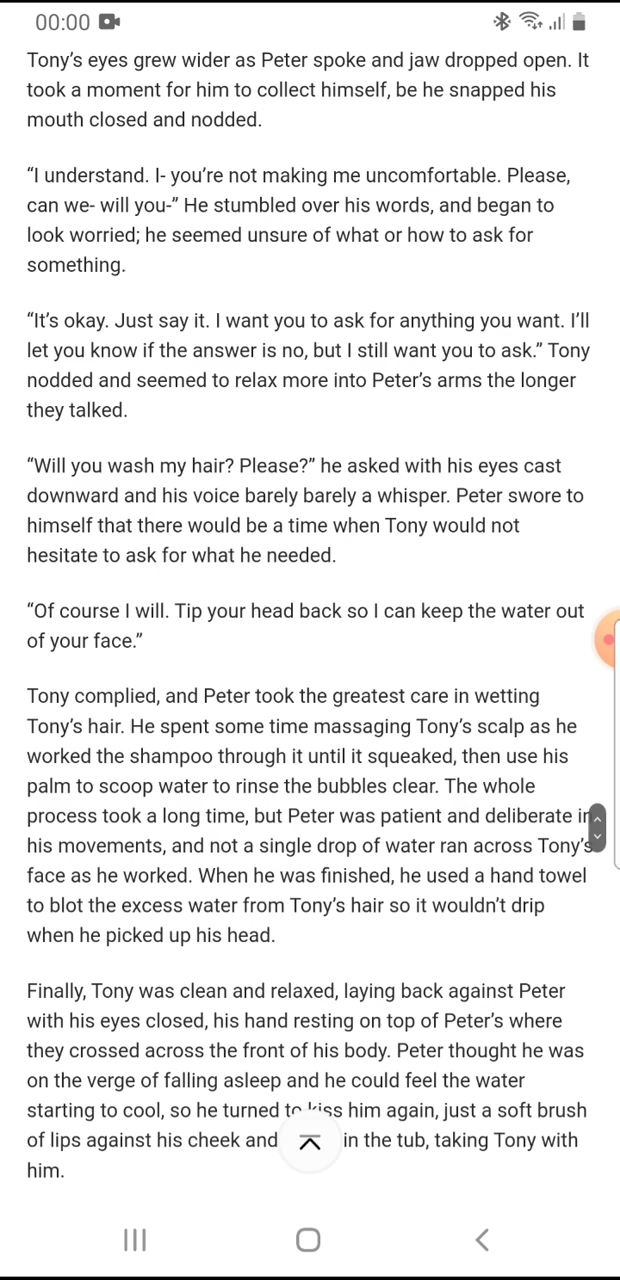 00:00
Tony’s eyes grew wider as Peter spoke and jaw dropped open. It
took a moment for him to collect himself, be he snapped his
mouth closed and nodded.
“I understand. I- you’re not making me uncomfortable. Please,
can we- will you-” He stumbled over his words, and began to
look worried; he seemed unsure of what or how to ask for
something.
“It’s okay. Just say it. I want you to ask for anything you want. I’ll
let you know if the answer is no, but I still want you to ask.” Tony
nodded and seemed to relax more into Peter’s arms the longer
they talked.
“Will you wash my hair? Please?” he asked with his eyes cast
downward and his voice barely barely a whisper. Peter swore to
himself that there would be a time when Tony would not
hesitate to ask for what he needed.
“Of course I will. Tip your head back so I can keep the water out
of your face.”
Tony complied, and Peter took the greatest care in wetting
Tony’s hair. He spent some time massaging Tony’s scalp as he
worked the shampoo through it until it squeaked, then use his
palm to scoop water to rinse the bubbles clear. The whole
process took a long time, but Peter was patient and deliberate in
his movements, and not a single drop of water ran across Tony’s
face as he worked. When he was finished, he used a hand towel
to blot the excess water from Tony’s hair so it wouldn’t drip
when he picked up his head.
Finally, Tony was clean and relaxed, laying back against Peter
with his eyes closed, his hand resting on top of Peter’s where
they crossed across the front of his body. Peter thought he was
on the verge of falling asleep and he could feel the water
starting to cool, so he turned to kiss him again, just a soft brush
of lips against his cheek and in the tub, taking Tony with
him.